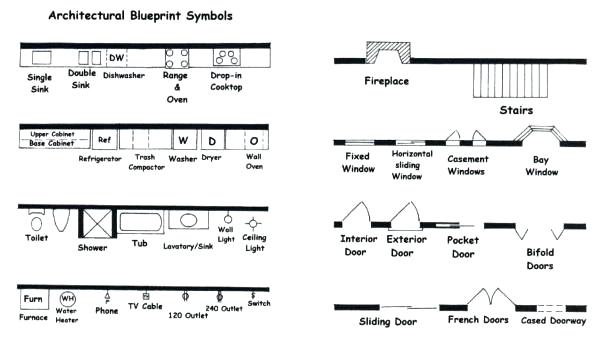 Architectural Blueprint Symbols
DW
Single Sink
Double Sink
Dishwasher
Range & Oven
Drop-in Cooktop
Upper Cabinet
Base Cabinet
Ref
W
D
O
Refrigerator
Trash Compactor
Washer
Dryer
Wall Oven
Toilet
Shower
Tub
Lavatory/Sink
Wall Light
Ceiling Light
Furn
WH
Furnace
Water Heater
Phone
TV Cable
120 Outlet
240 Outlet
$
Switch
Fireplace
Stairs
Fixed Window
Horizontal sliding Window
Casement Windows
Bay Window
Interior Door
Exterior Door
Pocket Door
Bifold Doors
Sliding Door
French Doors
Cased Doorway